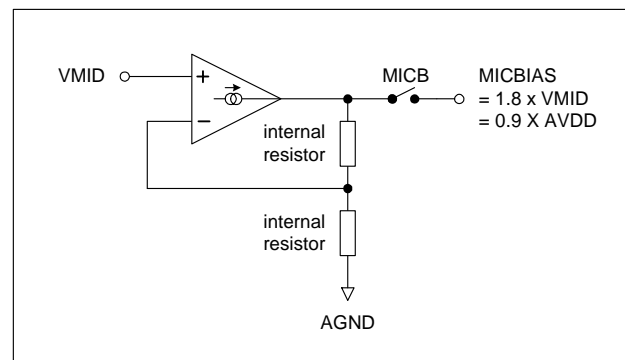 VMID
+
−
MICB
MICBIAS
= 1.8 x VMID
= 0.9 X AVDD
internal
resistor
internal
resistor
AGND